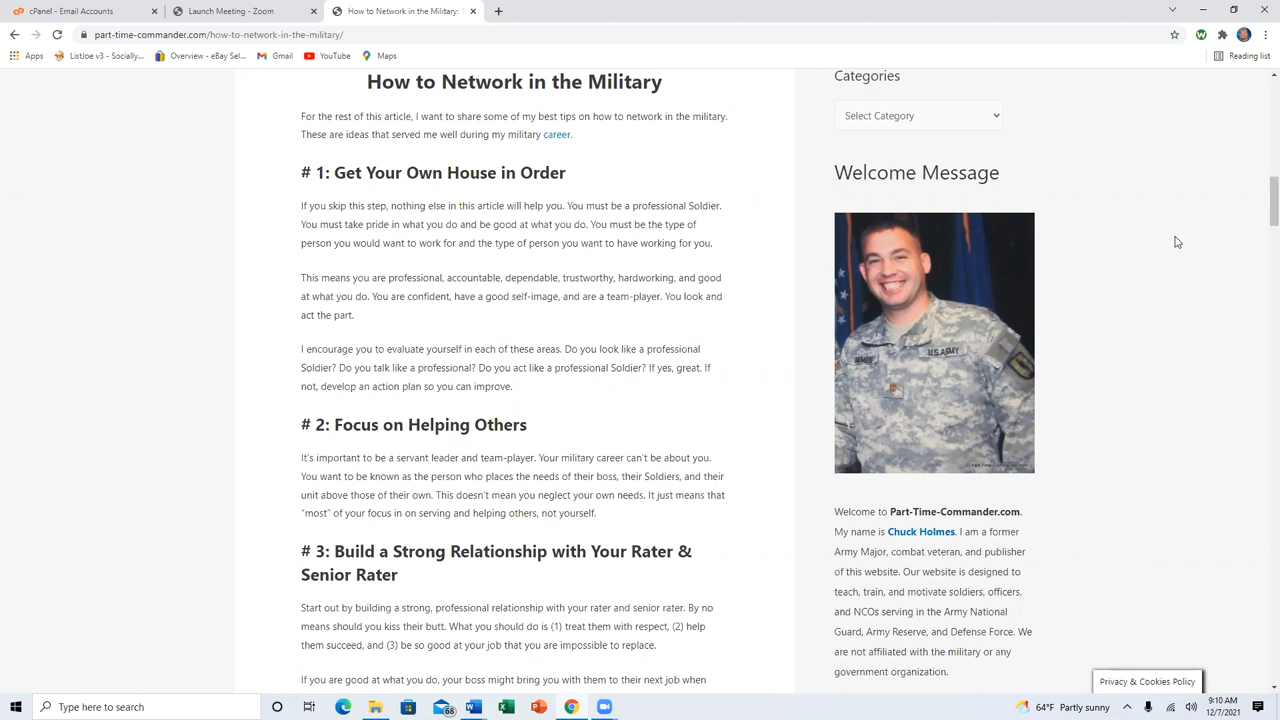 cPanel - Email Accounts
Launch Meeting - Zoom
How to Network in the Military:
part-time-commander.com/how-to-network-in-the-military/
Apps
ListJoe v3 - Socially...
Overview - eBay Sel...
Gmail
YouTube
Maps
Reading list
How to Network in the Military
For the rest of this article, I want to share some of my best tips on how to network in the military.
These are ideas that served me well during my military career.
# 1: Get Your Own House in Order
If you skip this step, nothing else in this article will help you. You must be a professional Soldier.
You must take pride in what you do and be good at what you do. You must be the type of
person you would want to work for and the type of person you want to have working for you.
This means you are professional, accountable, dependable, trustworthy, hardworking, and good
at what you do. You are confident, have a good self-image, and are a team-player. You look and
act the part.
I encourage you to evaluate yourself in each of these areas. Do you look like a professional
Soldier? Do you talk like a professional? Do you act like a professional Soldier? If yes, great. If
not, develop an action plan so you can improve.
# 2: Focus on Helping Others
It's important to be a servant leader and team-player. Your military career can't be about you.
You want to be known as the person who places the needs of their boss, their Soldiers, and their
unit above those of their own. This doesn't mean you neglect your own needs. It just means that
"most" of your focus in on serving and helping others, not yourself.
# 3: Build a Strong Relationship with Your Rater &
Senior Rater
Start out by building a strong, professional relationship with your rater and senior rater. By no
means should you kiss their butt. What you should do is (1) treat them with respect, (2) help
them succeed, and (3) be so good at your job that you are impossible to replace.
If you are good at what you do, your boss might bring you with them to their next job when
Categories
Select Category
Welcome Message
U.S. ARMY
Welcome to Part-Time-Commander.com.
My name is Chuck Holmes. I am a former
Army Major, combat veteran, and publisher
of this website. Our website is designed to
teach, train, and motivate soldiers, officers,
and NCOs serving in the Army National
Guard, Army Reserve, and Defense Force. We
are not affiliated with the military or any
government organization.
Privacy & Cookies Policy
Type here to search
68
64°F Partly sunny
9:10 AM
12/7/2021